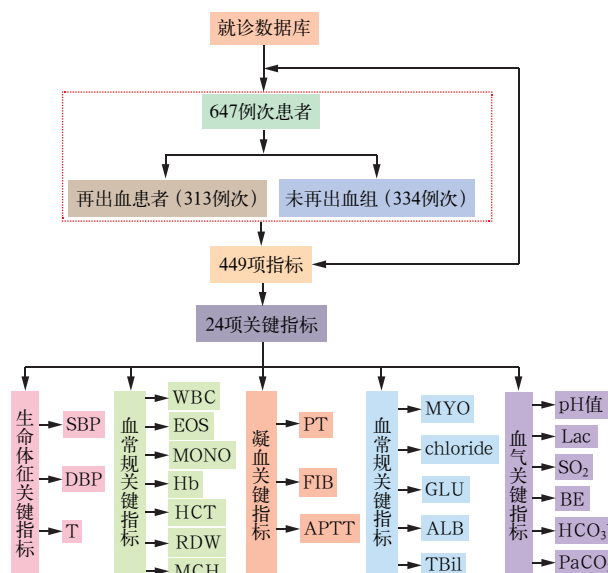 就诊数据库
647例次患者
再出血患者（313例次）
未再出血组（334例次）
449项指标
24项关键指标
生命体征关键指标
SBP
DBP
T
血常规关键指标
WBC
EOS
MONO
Hb
HCT
RDW
MCH
凝血关键指标
PT
FIB
APTT
血常规关键指标
MYO
chloride
GLU
ALB
TBil
血气关键指标
pH值
Lac
SO₂
BE
HCO₃
PaCO